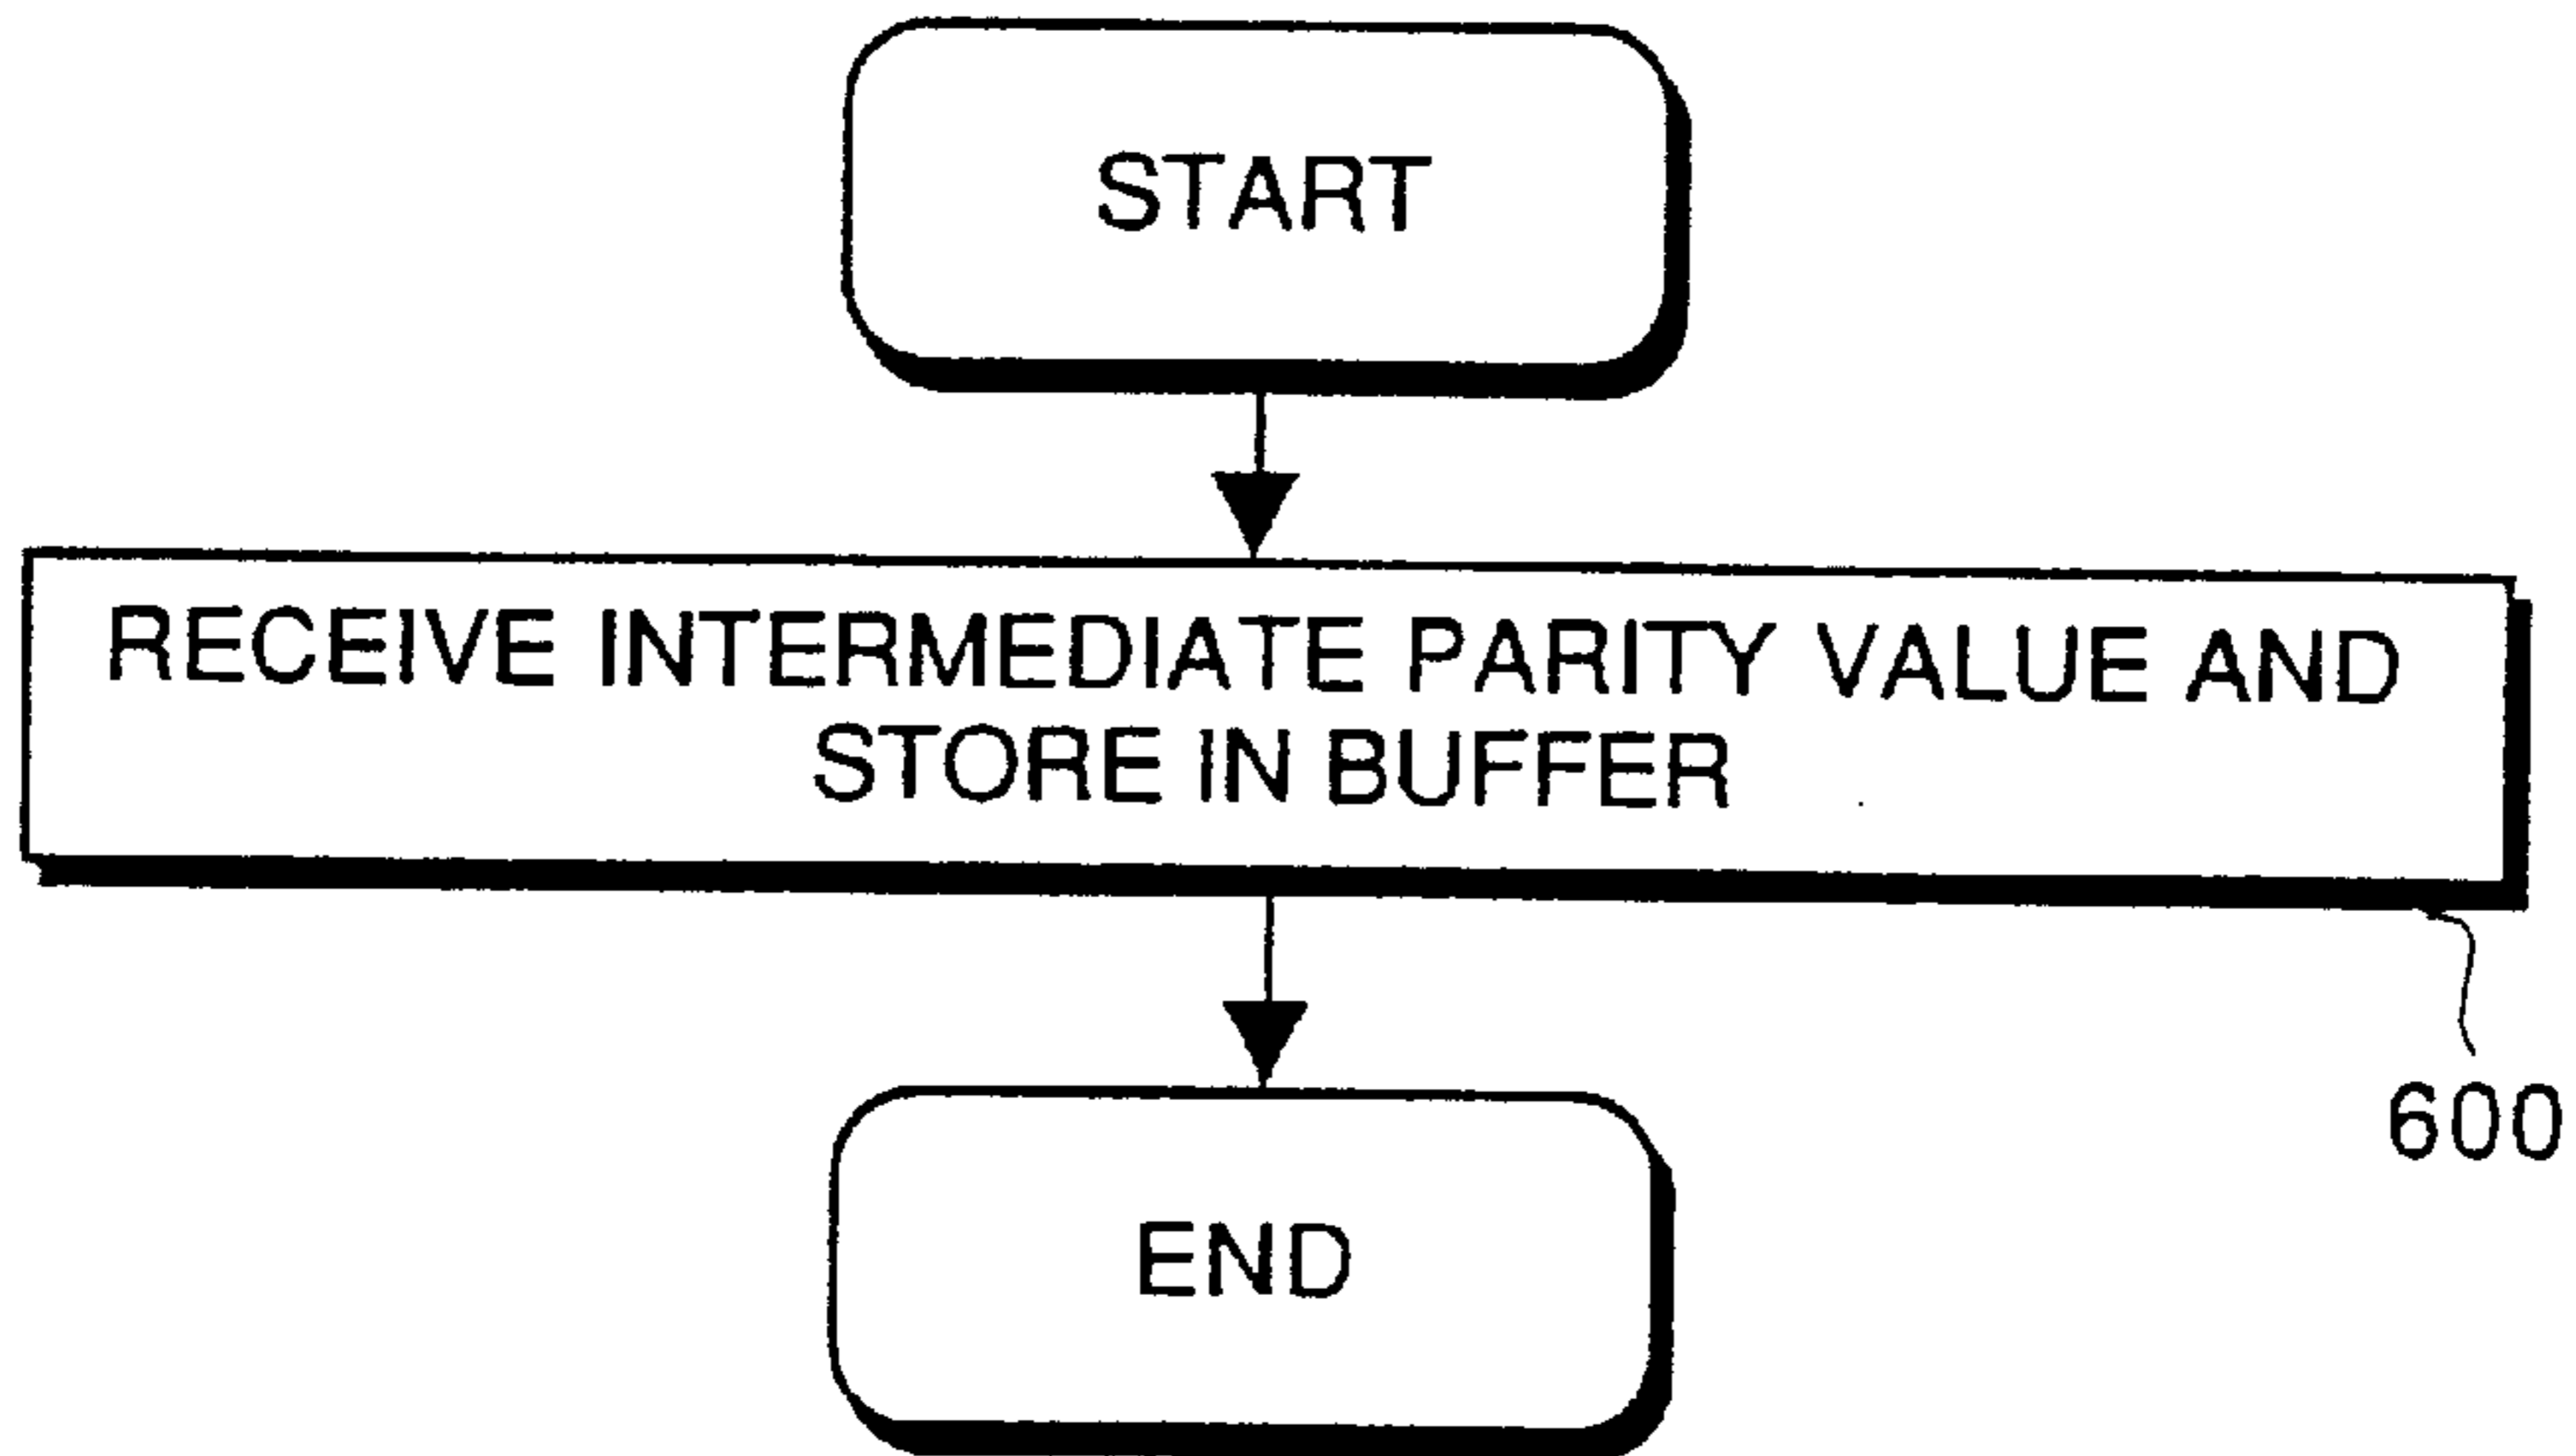 START
RECEIVE INTERMEDIATE PARITY VALUE AND
STORE IN BUFFER
600
END